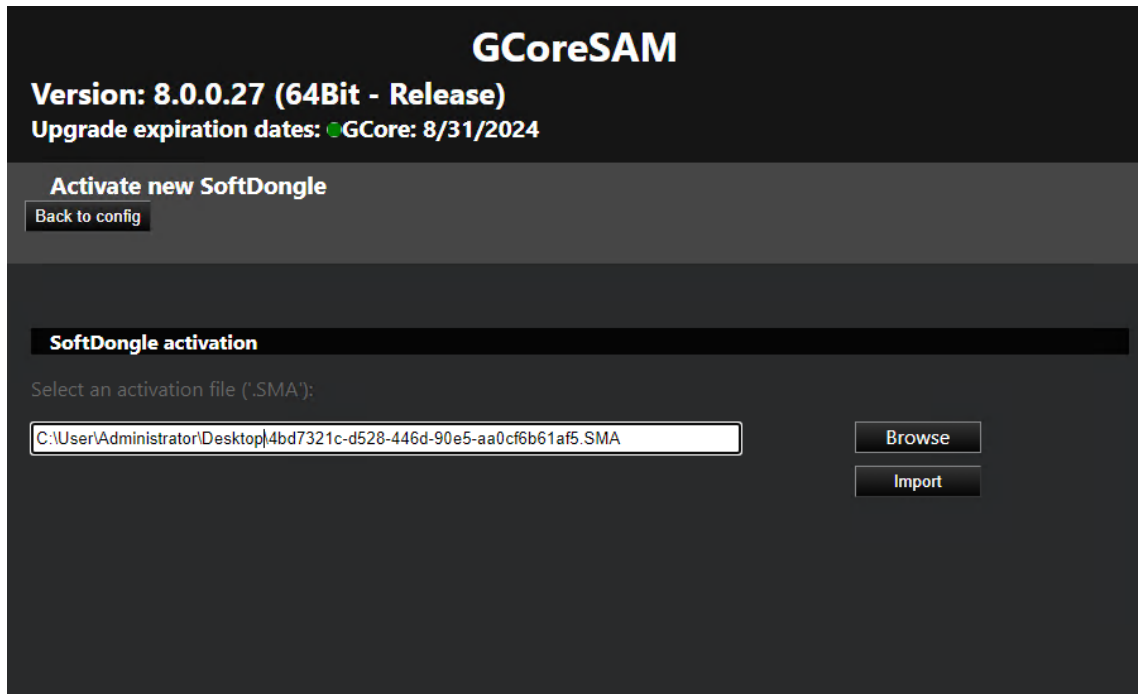 GCoreSAM
Version: 8.0.0.27 (64Bit - Release)
Upgrade expiration dates: GCore: 8/31/2024
Activate new SoftDongle
Back to config
SoftDongle activation
Select an activation file ('.SMA'):
C:\User\Administrator\Desktop\4bd7321c-d528-446d-90e5-aa0cf6b61af5.SMA
Browse
Import